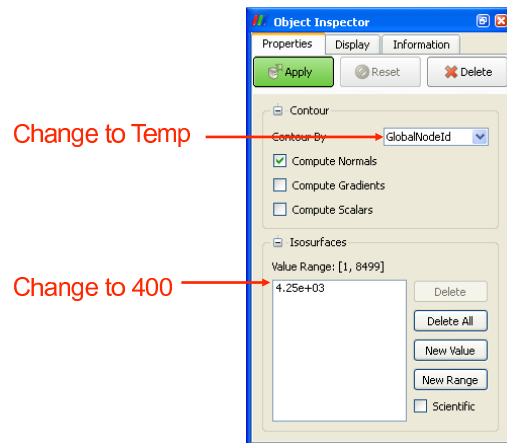 Object Inspector
Properties Display Information
Apply Reset Delete
Contour
Change to Temp
Contour By GlobalNodeId
Compute Normals
Compute Gradients
Compute Scalars
Isosurfaces
Value Range: [1, 8499]
Change to 400
4.25e+03
Delete
Delete All
New Value
New Range
Scientific